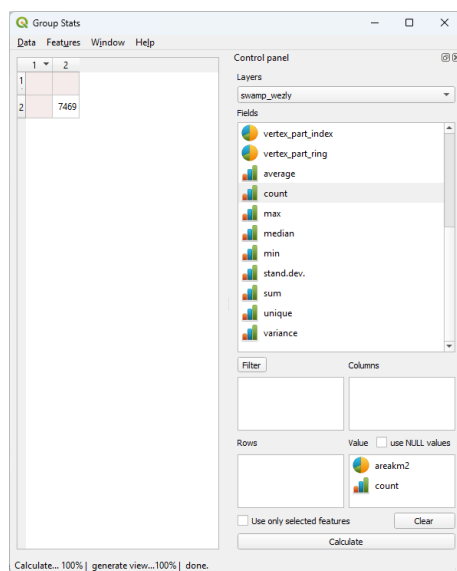 Group Stats
Data Features Window Help
1 2
1
2 7469
Control panel
Layers
swamp_wezly
Fields
vertex_part_index
vertex_part_ring
average
count
max
median
min
stand.dev.
sum
unique
variance
Filter Columns
Rows Value use NULL values
areakm2
count
Use only selected features Clear
Calculate
Calculate... 100% | generate view...100% | done.